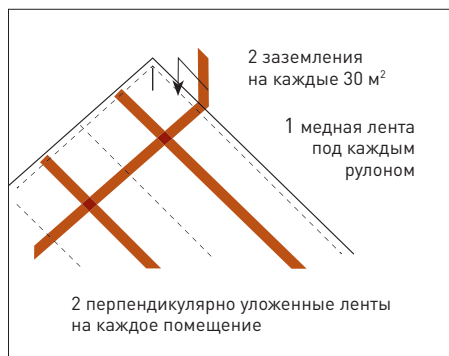 2 заземления
на каждые 30 м²
1 медная лента
под каждым
рулоном
2 перпендикулярно уложенные ленты
на каждое помещение